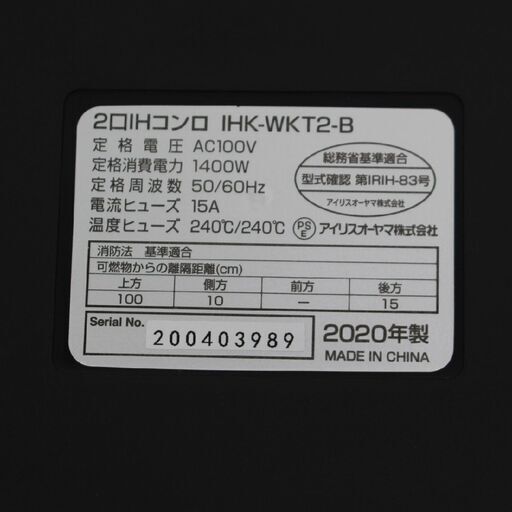 2口IHコンロ IHK-WKT2-B
定格電圧 AC100V
定格消費電力 1400W
定格周波数 50/60Hz
電流ヒューズ 15A
温度ヒューズ 240℃/240℃
総務省基準適合
型式確認 第IRIH-83号
アイリスオーヤマ株式会社
PSE アイリスオーヤマ株式会社
消防法 基準適合
可燃物からの離隔距離(cm)
上方 側方 前方 後方
100 10 ー 15
Serial No. 200403989
2020年製
MADE IN CHINA